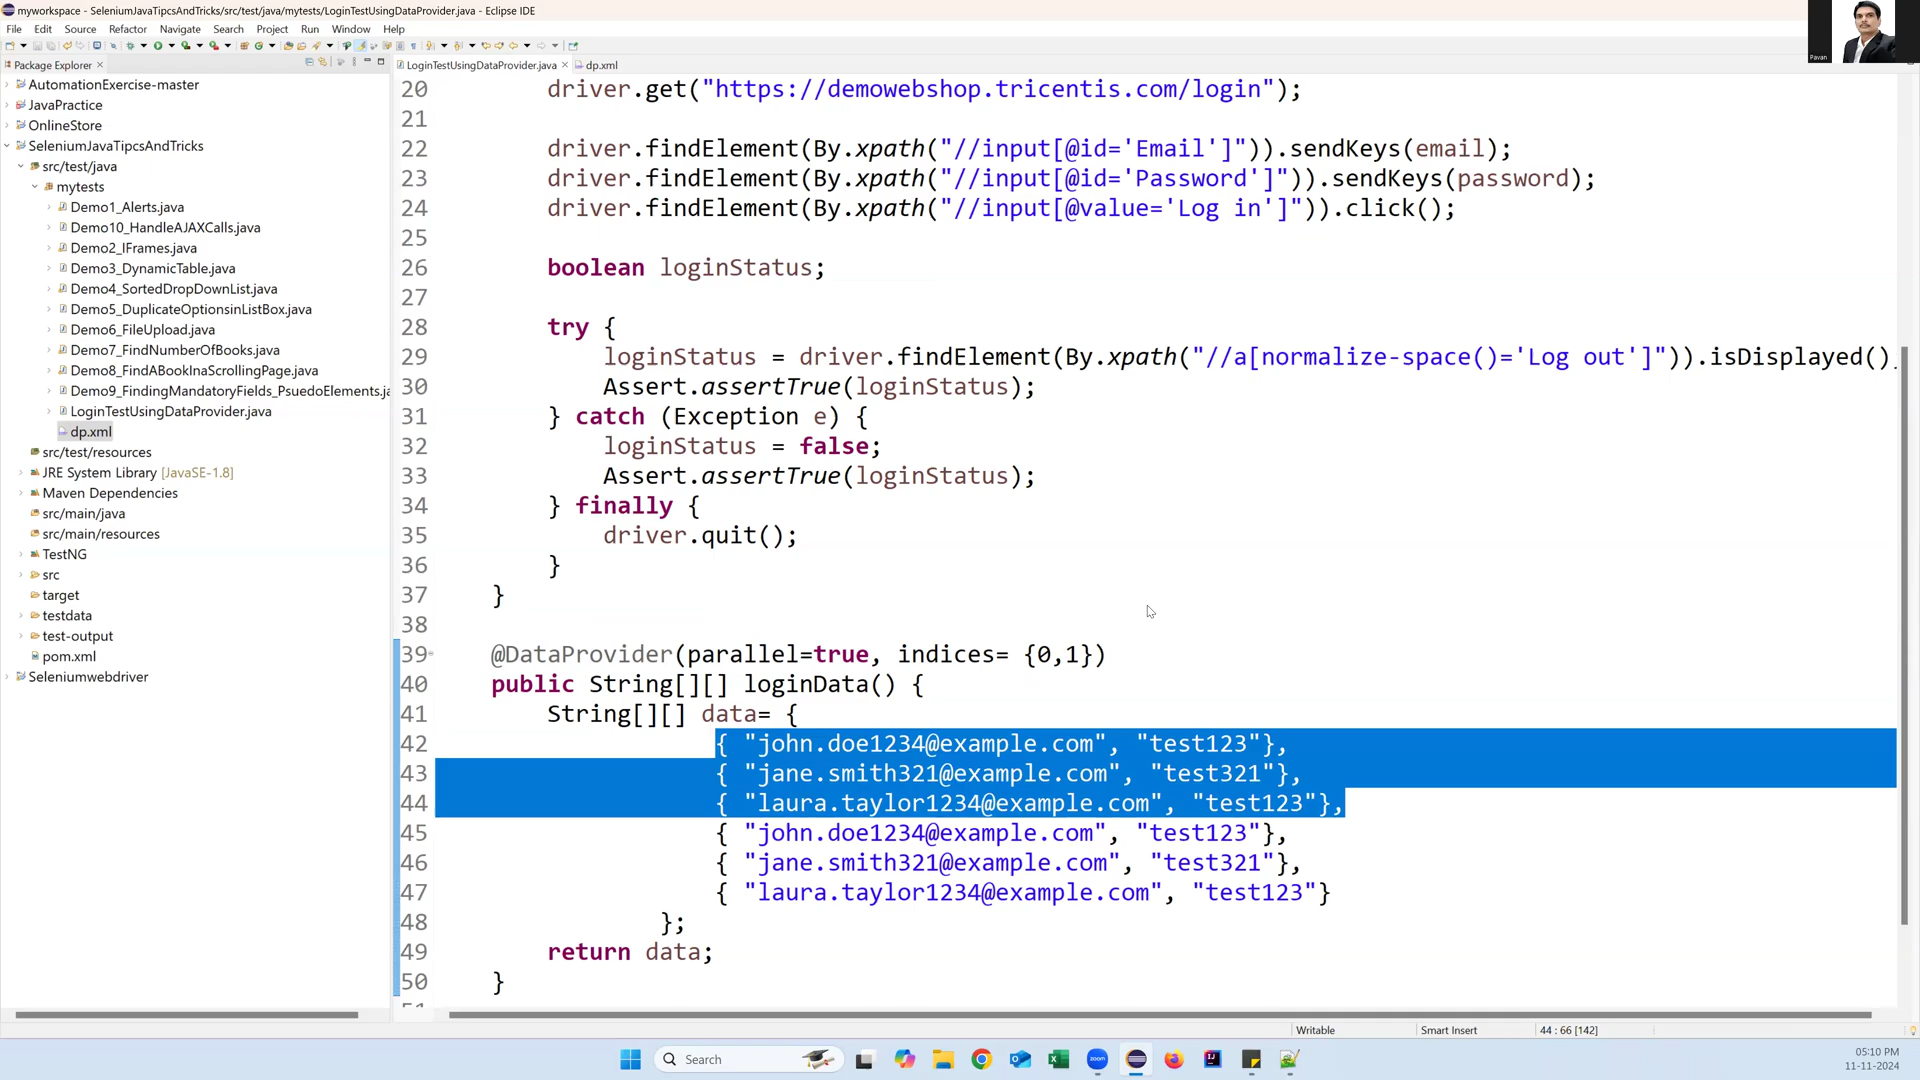 myworkspace - SeleniumJavaTipcsAndTricks/src/test/java/mytests/LoginTestUsingDataProvider.java - Eclipse IDE
File Edit Source Refactor Navigate Search Project Run Window Help
Package Explorer
LoginTestUsingDataProvider.java dp.xml
Pavan
AutomationExercise-master
JavaPractice
OnlineStore
SeleniumJavaTipcsAndTricks
src/test/java
mytests
Demo1_Alerts.java
Demo10_HandleAJAXCalls.java
Demo2_IFrames.java
Demo3_DynamicTable.java
Demo4_SortedDropDownList.java
Demo5_DuplicateOptionsinListBox.java
Demo6_FileUpload.java
Demo7_FindNumberOfBooks.java
Demo8_FindABookInaScrollingPage.java
Demo9_FindingMandatoryFields_PsuedoElements.ja
LoginTestUsingDataProvider.java
dp.xml
src/test/resources
JRE System Library [JavaSE-1.8]
Maven Dependencies
src/main/java
src/main/resources
TestNG
src
target
testdata
test-output
pom.xml
Seleniumwebdriver
20 driver.get("https://demowebshop.tricentis.com/login");
21
22 driver.findElement(By.xpath("//input[@id='Email']")).sendKeys(email);
23 driver.findElement(By.xpath("//input[@id='Password']")).sendKeys(password);
24 driver.findElement(By.xpath("//input[@value='Log in']")).click();
25
26 boolean loginStatus;
27
28 try {
29 loginStatus = driver.findElement(By.xpath("//a[normalize-space()='Log out']")).isDisplayed()
30 Assert.assertTrue(loginStatus);
31 } catch (Exception e) {
32 loginStatus = false;
33 Assert.assertTrue(loginStatus);
34 } finally {
35 driver.quit();
36 }
37 }
38
39 @DataProvider(parallel=true, indices= {0,1})
40 public String[][] loginData() {
41 String[][] data= {
42 { "john.doe1234@example.com", "test123"},
43 { "jane.smith321@example.com", "test321"},
44 { "laura.taylor1234@example.com", "test123"},
45 { "john.doe1234@example.com", "test123"},
46 { "jane.smith321@example.com", "test321"},
47 { "laura.taylor1234@example.com", "test123"}
48 };
49 return data;
50 }
51
Writable Smart Insert 44 : 66 [142]
Search
05:10 PM
11-11-2024